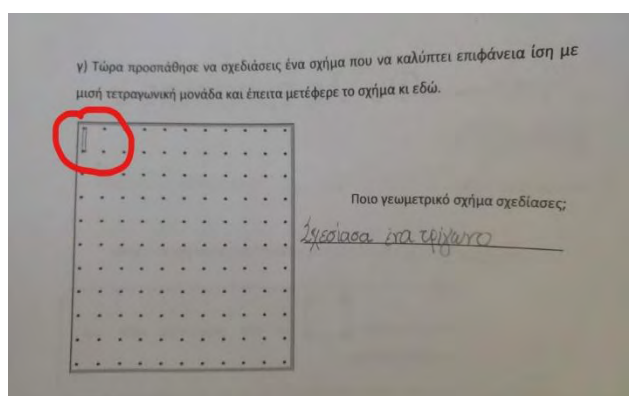 γ) Τώρα προσπάθησε να σχεδιάσεις ένα σχήμα που να καλύπτει επιφάνεια ίση με
μισή τετραγωνική μονάδα και έπειτα μετέφερε το σχήμα κι εδώ.
Ποιο γεωμετρικό σχήμα σχεδίασες;
Σχεδίασα ένα τρίγωνο